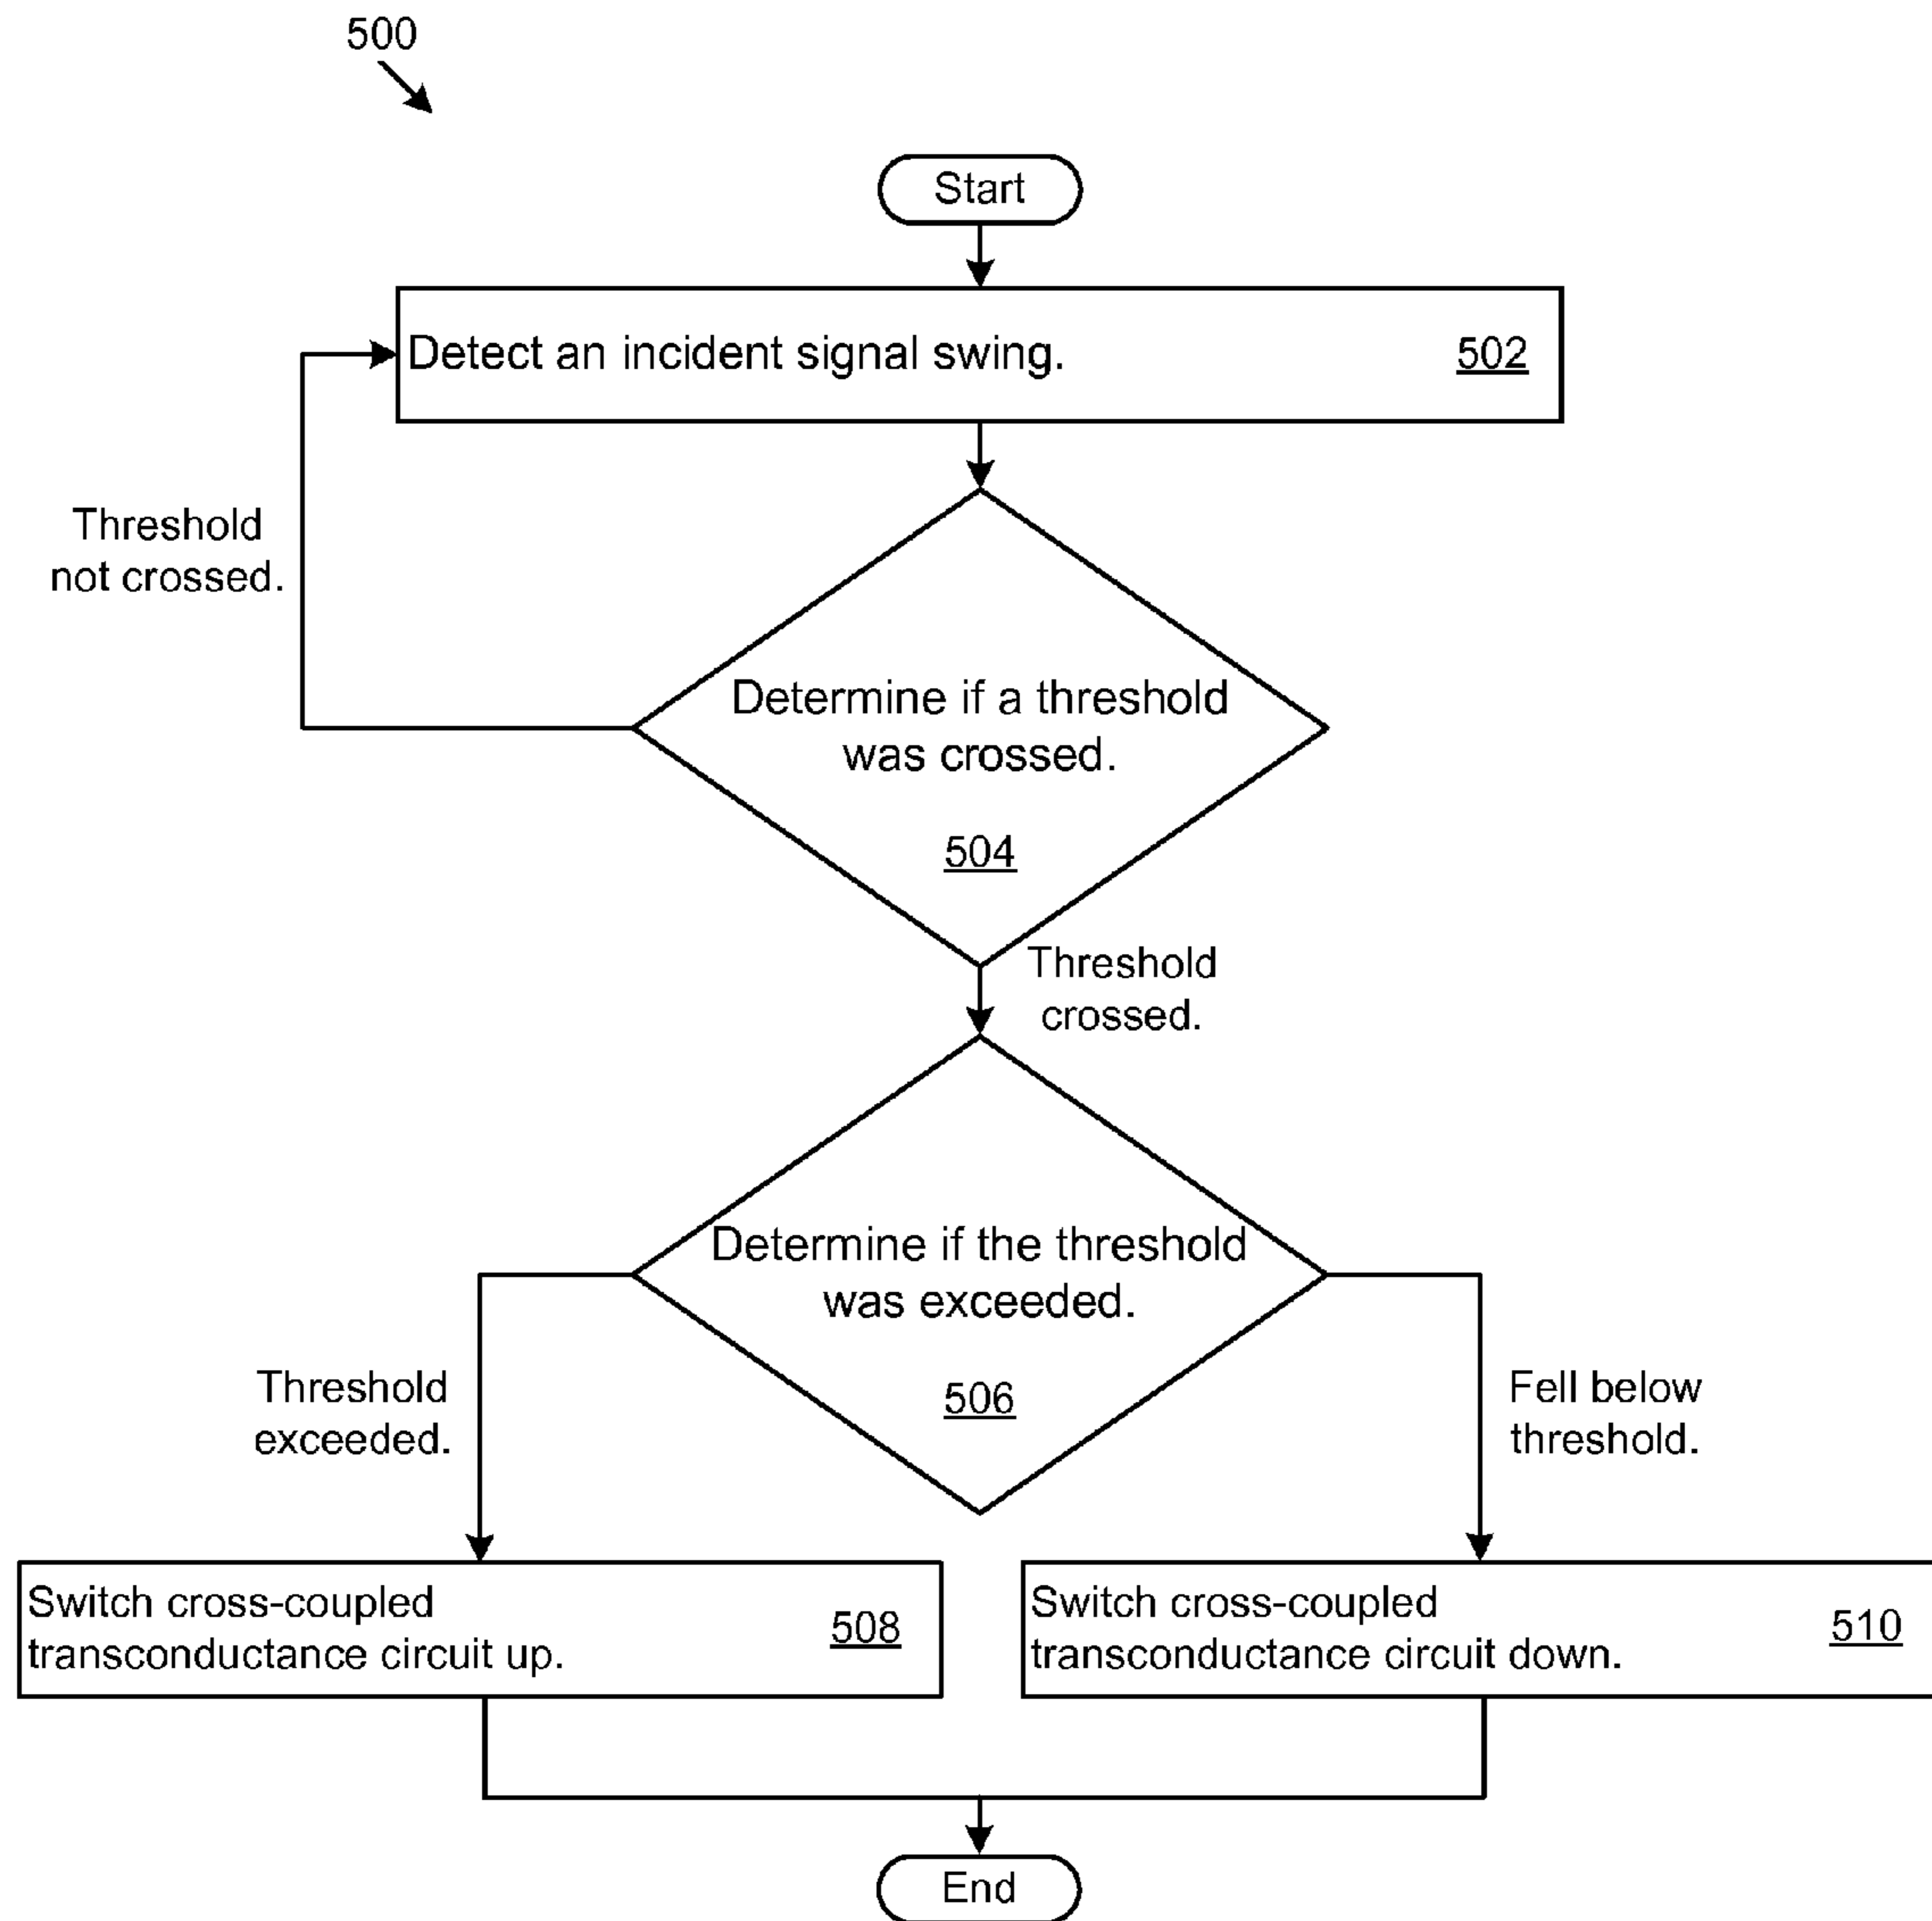 500
Start
Detect an incident signal swing.
502
Threshold
not crossed.
Determine if a threshold
was crossed.
504
Threshold
crossed.
Determine if the threshold
was exceeded.
506
Threshold
exceeded.
Fell below
threshold.
Switch cross-coupled
transconductance circuit up.
508
Switch cross-coupled
transconductance circuit down.
510
End